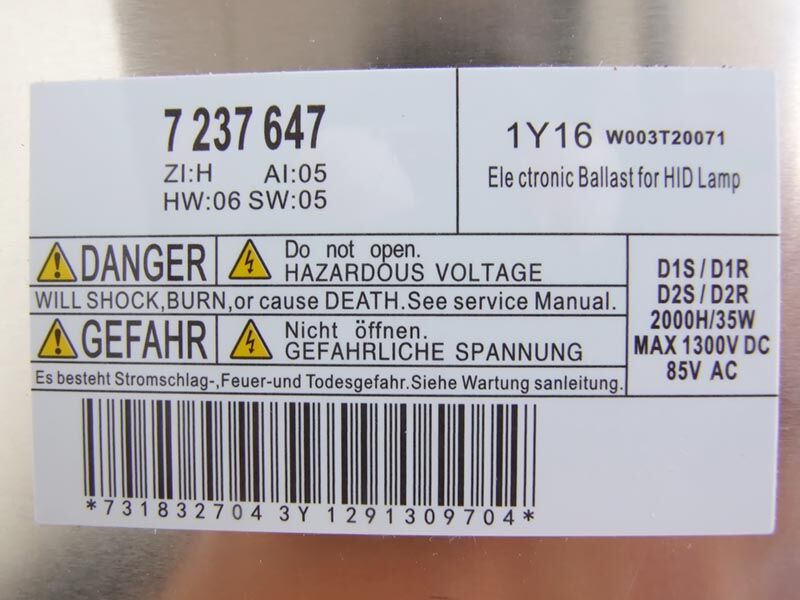 7 237 647
ZI:H AI:05
HW:06 SW:05
1Y16 W003T20071
Ele ctronic Ballast for HID Lamp
DANGER
Do not open.
HAZARDOUS VOLTAGE
WILL SHOCK,BURN,or cause DEATH.See service Manual.
GEFAHR
Nicht öffnen.
GEFÄHRLICHE SPANNUNG
Es besteht Stromschlag-,Feuer-und Todesgefahr.Siehe Wartung sanleitung.
D1S/D1R
D2S/D2R
2000H/35W
MAX 1300V DC
85V AC
*731832704 3Y 1291309704*